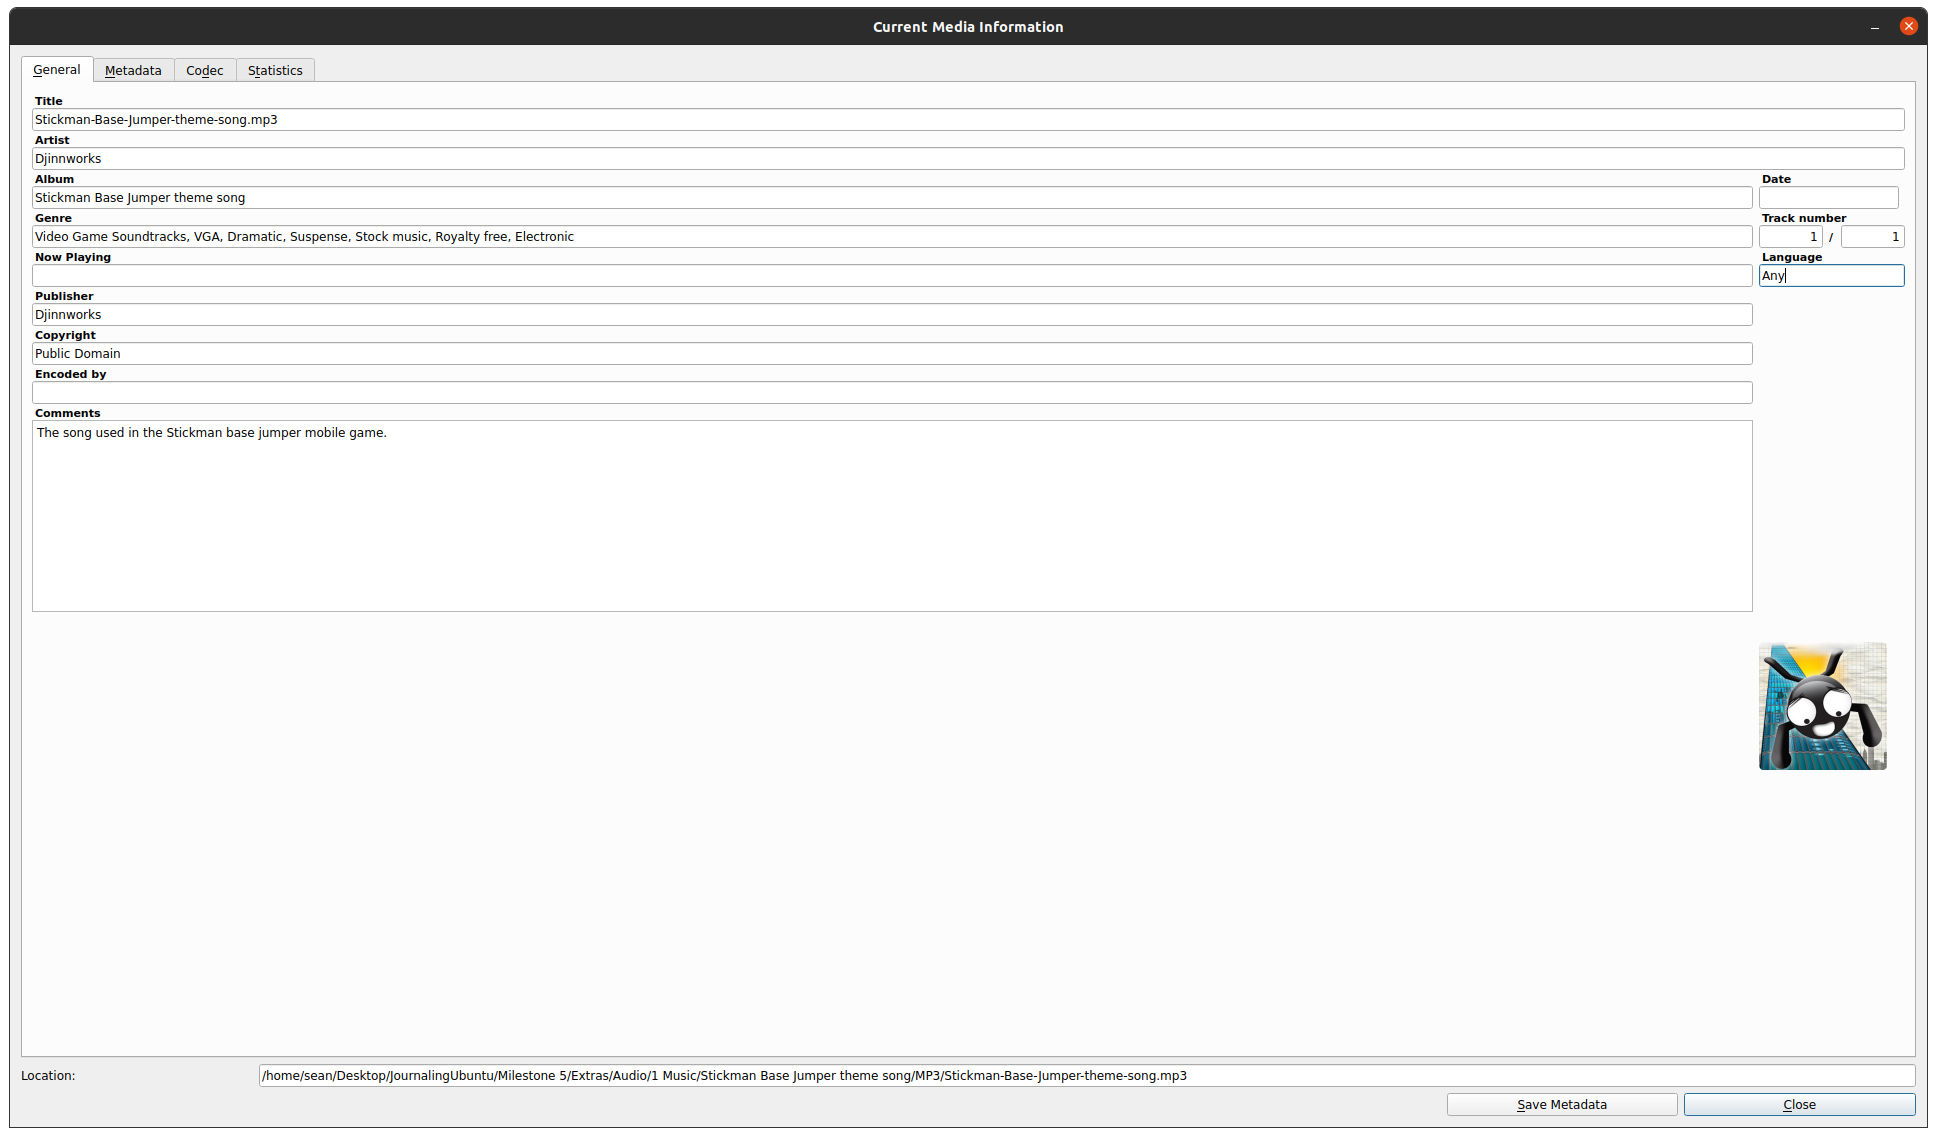 Current Media Information
General Metadata Codec Statistics
Title
Stickman-Base-Jumper-theme-song.mp3
Artist
Djinnworks
Album Date
Stickman Base Jumper theme song
Genre Track number
Video Game Soundtracks, VGA, Dramatic, Suspense, Stock music, Royalty free, Electronic 1 / 1
Now Playing Language
Any
Publisher
Djinnworks
Copyright
Public Domain
Encoded by
Comments
The song used in the Stickman base jumper mobile game.
Location: /home/sean/Desktop/JournalingUbuntu/Milestone 5/Extras/Audio/1 Music/Stickman Base Jumper theme song/MP3/Stickman-Base-Jumper-theme-song.mp3
Save Metadata Close